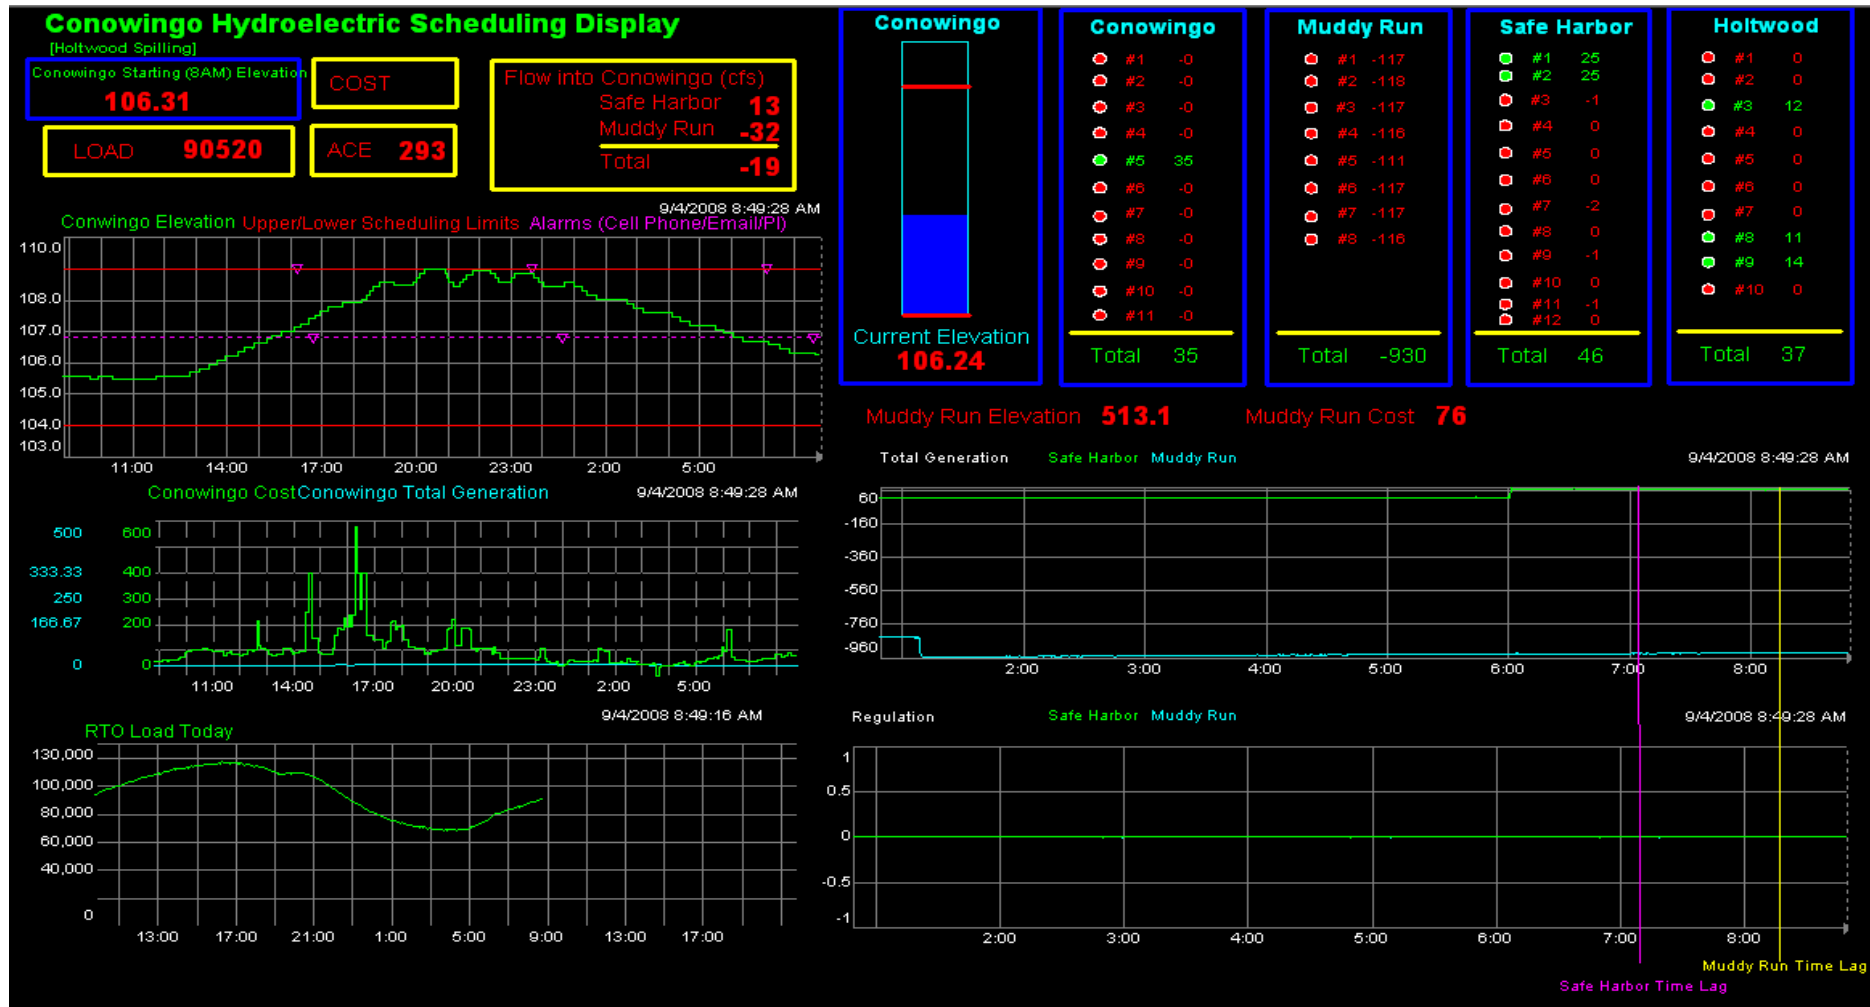 Conowingo Hydroelectric Scheduling Display
[Holtwood Spilling]
Conowingo Starting (8AM) Elevation
106.31
COST
LOAD 90520
ACE 293
Flow into Conowingo (cfs)
Safe Harbor 13
Muddy Run -32
Total -19
9/4/2008 8:49:28 AM
Conwingo Elevation Upper/Lower Scheduling Limits Alarms (Cell Phone/Email/PI)
110.0
108.0
107.0
106.0
105.0
104.0
103.0
11:00 14:00 17:00 20:00 23:00 2:00 5:00
Conowingo Cost Conowingo Total Generation 9/4/2008 8:49:28 AM
500 600
333.33 400
250 300
166.67 200
0 0
11:00 14:00 17:00 20:00 23:00 2:00 5:00
9/4/2008 8:49:16 AM
RTO Load Today
130,000
100,000
80,000
60,000
40,000
0
13:00 17:00 21:00 1:00 5:00 9:00 13:00 17:00
Conowingo
Current Elevation
106.24
Conowingo
#1 -0
#2 -0
#3 -0
#4 -0
#5 35
#6 -0
#7 -0
#8 -0
#9 -0
#10 -0
#11 -0
Total 35
Muddy Run
#1 -117
#2 -118
#3 -117
#4 -116
#5 -111
#6 -117
#7 -117
#8 -116
Total -930
Safe Harbor
#1 25
#2 25
#3 -1
#4 0
#5 0
#6 0
#7 -2
#8 0
#9 -1
#10 0
#11 -1
#12 0
Total 46
Holtwood
#1 0
#2 0
#3 12
#4 0
#5 0
#6 0
#7 0
#8 11
#9 14
#10 0
Total 37
Muddy Run Elevation 513.1 Muddy Run Cost 76
Total Generation Safe Harbor Muddy Run 9/4/2008 8:49:28 AM
60
-160
-360
-560
-760
-960
2:00 3:00 4:00 5:00 6:00 7:00 8:00
Regulation Safe Harbor Muddy Run 9/4/2008 8:49:28 AM
1
0.5
0
-0.5
-1
2:00 3:00 4:00 5:00 6:00 7:00 8:00
Muddy Run Time Lag
Safe Harbor Time Lag